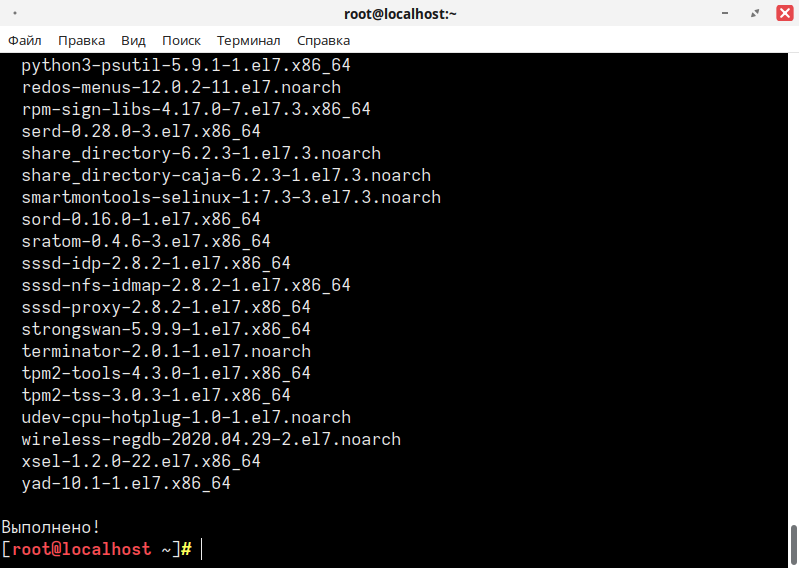 root@localhost:~
Файл Правка Вид Поиск Терминал Справка
python3-psutil-5.9.1-1.el7.x86_64
redos-menus-12.0.2-11.el7.noarch
rpm-sign-libs-4.17.0-7.el7.3.x86_64
serd-0.28.0-3.el7.x86_64
share_directory-6.2.3-1.el7.3.noarch
share_directory-caja-6.2.3-1.el7.3.noarch
smartmontools-selinux-1:7.3-3.el7.3.noarch
sord-0.16.0-1.el7.x86_64
sratom-0.4.6-3.el7.x86_64
sssd-idp-2.8.2-1.el7.x86_64
sssd-nfs-idmap-2.8.2-1.el7.x86_64
sssd-proxy-2.8.2-1.el7.x86_64
strongswan-5.9.9-1.el7.x86_64
terminator-2.0.1-1.el7.noarch
tpm2-tools-4.3.0-1.el7.x86_64
tpm2-tss-3.0.3-1.el7.x86_64
udev-cpu-hotplug-1.0-1.el7.noarch
wireless-regdb-2020.04.29-2.el7.noarch
xsel-1.2.0-22.el7.x86_64
yad-10.1-1.el7.x86_64
Выполнено!
[root@localhost ~]#